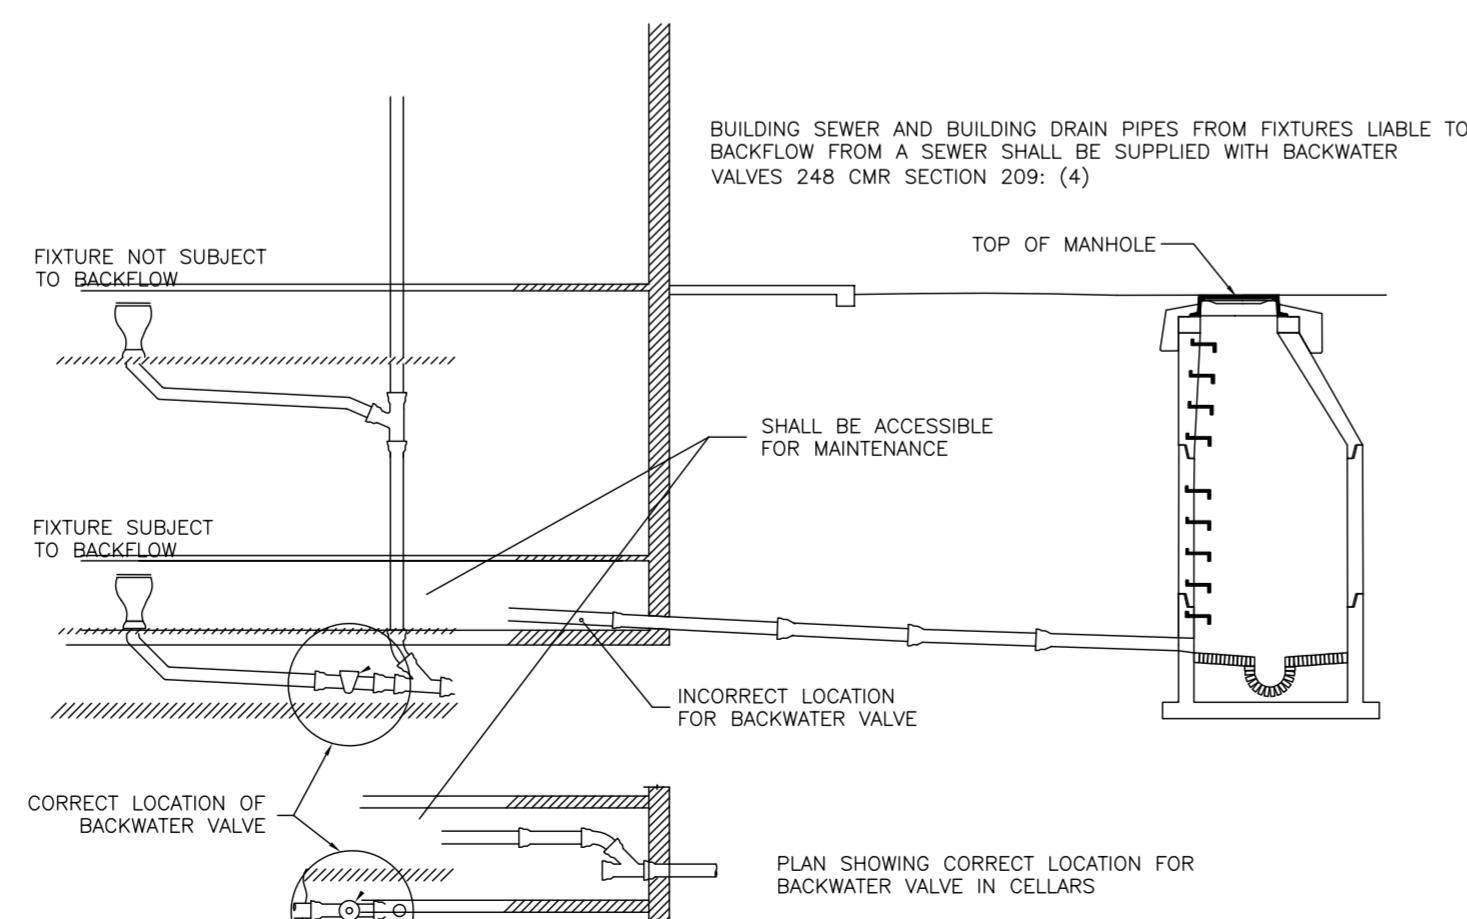 BUILDING SEWER AND BUILDING DRAIN PIPES FROM FIXTURES LIABLE TO
BACKFLOW FROM A SEWER SHALL BE SUPPLIED WITH BACKWATER
VALVES 248 CMR SECTION 209: (4)
TOP OF MANHOLE
FIXTURE NOT SUBJECT
TO BACKFLOW
SHALL BE ACCESSIBLE
FOR MAINTENANCE
FIXTURE SUBJECT
TO BACKFLOW
INCORRECT LOCATION
FOR BACKWATER VALVE
CORRECT LOCATION OF
BACKWATER VALVE
PLAN SHOWING CORRECT LOCATION FOR
BACKWATER VALVE IN CELLARS